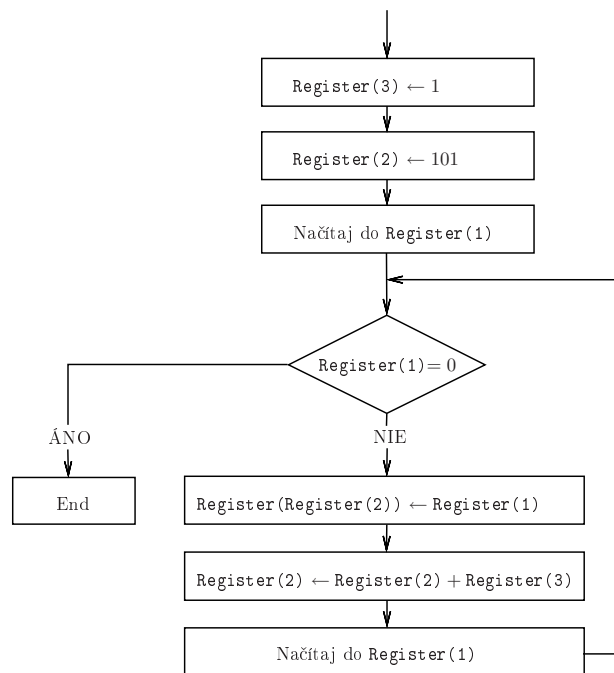 Register(3) ← 1
Register(2) ← 101
Načítaj do Register(1)
Register(1) = 0
ÁNO
NIE
End
Register(Register(2)) ← Register(1)
Register(2) ← Register(2) + Register(3)
Načítaj do Register(1)